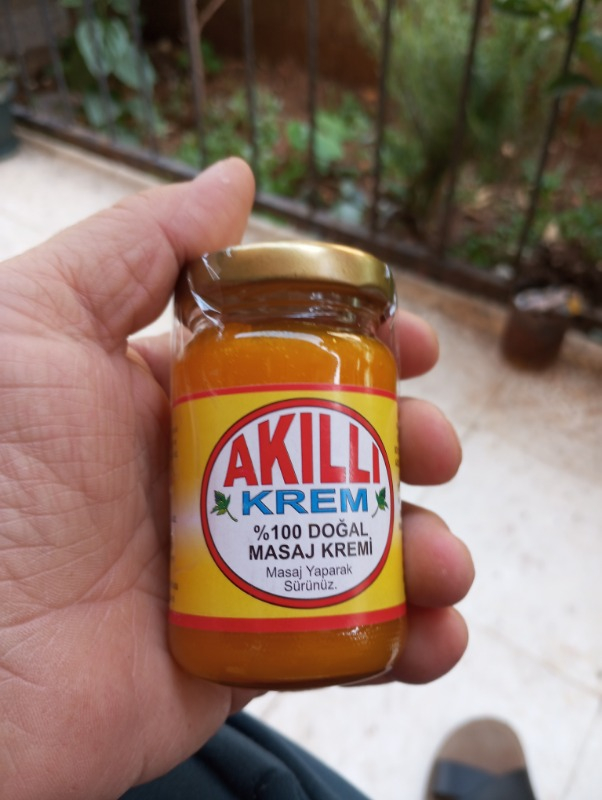 AKILLI
KREM
%100 DOĞAL
MASAJ KREMİ
Masaj Yaparak
Sürünüz.